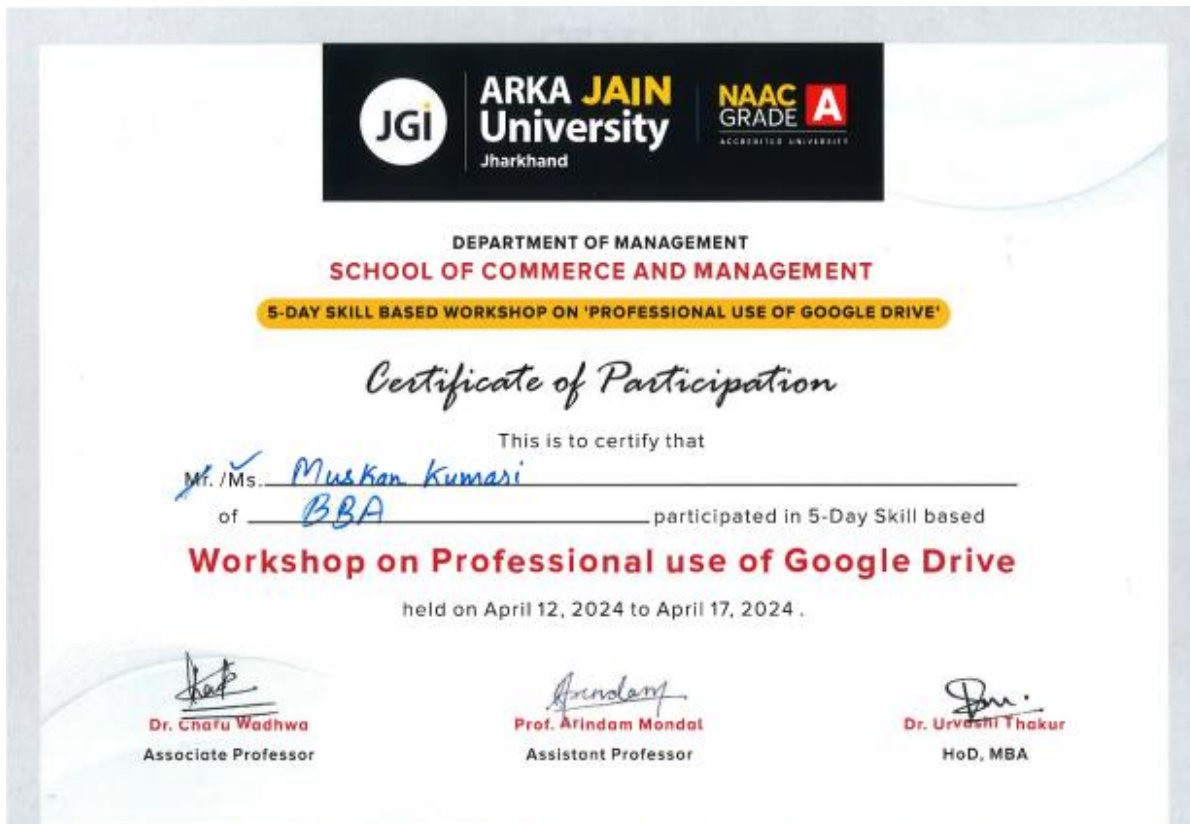 JGi
ARKA JAIN
University
Jharkhand
NAAC
GRADE A
ACCREDITED UNIVERSITY
DEPARTMENT OF MANAGEMENT
SCHOOL OF COMMERCE AND MANAGEMENT
5-DAY SKILL BASED WORKSHOP ON 'PROFESSIONAL USE OF GOOGLE DRIVE'
Certificate of Participation
This is to certify that
Mr. /Ms. Muskan Kumari
of BBA participated in 5-Day Skill based
Workshop on Professional use of Google Drive
held on April 12, 2024 to April 17, 2024 .
Arindam
Dr. Charu Wadhwa Prof. Arindam Mondal Dr. Urvashi Thakur
Associate Professor Assistant Professor HoD, MBA